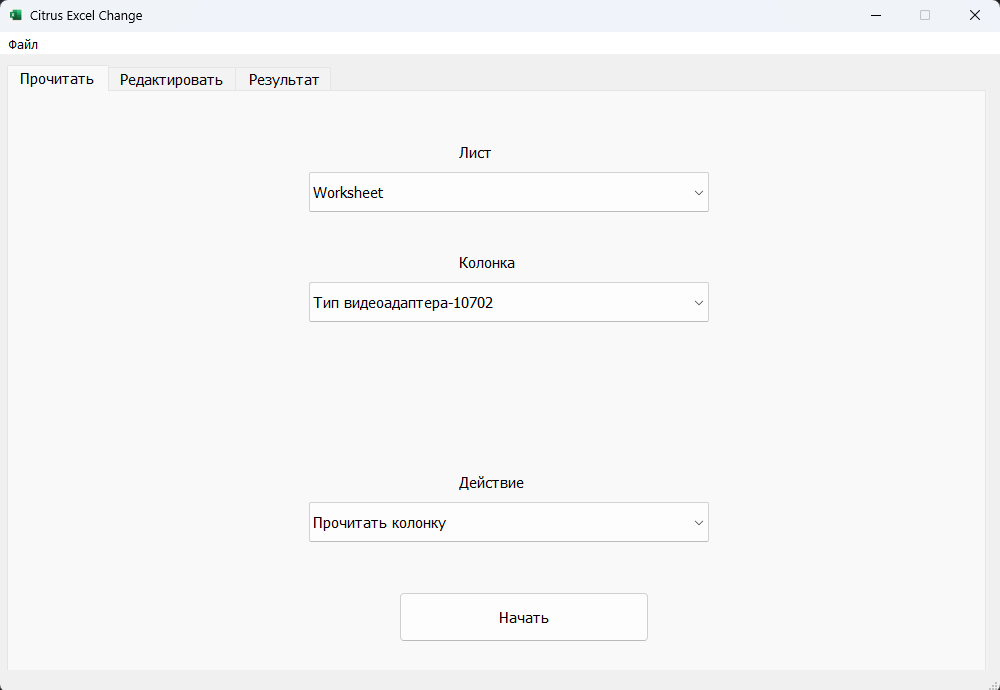 Citrus Excel Change
Файл
Прочитать Редактировать Результат
Лист
Worksheet
Колонка
Тип видеоадаптера-10702
Действие
Прочитать колонку
Начать